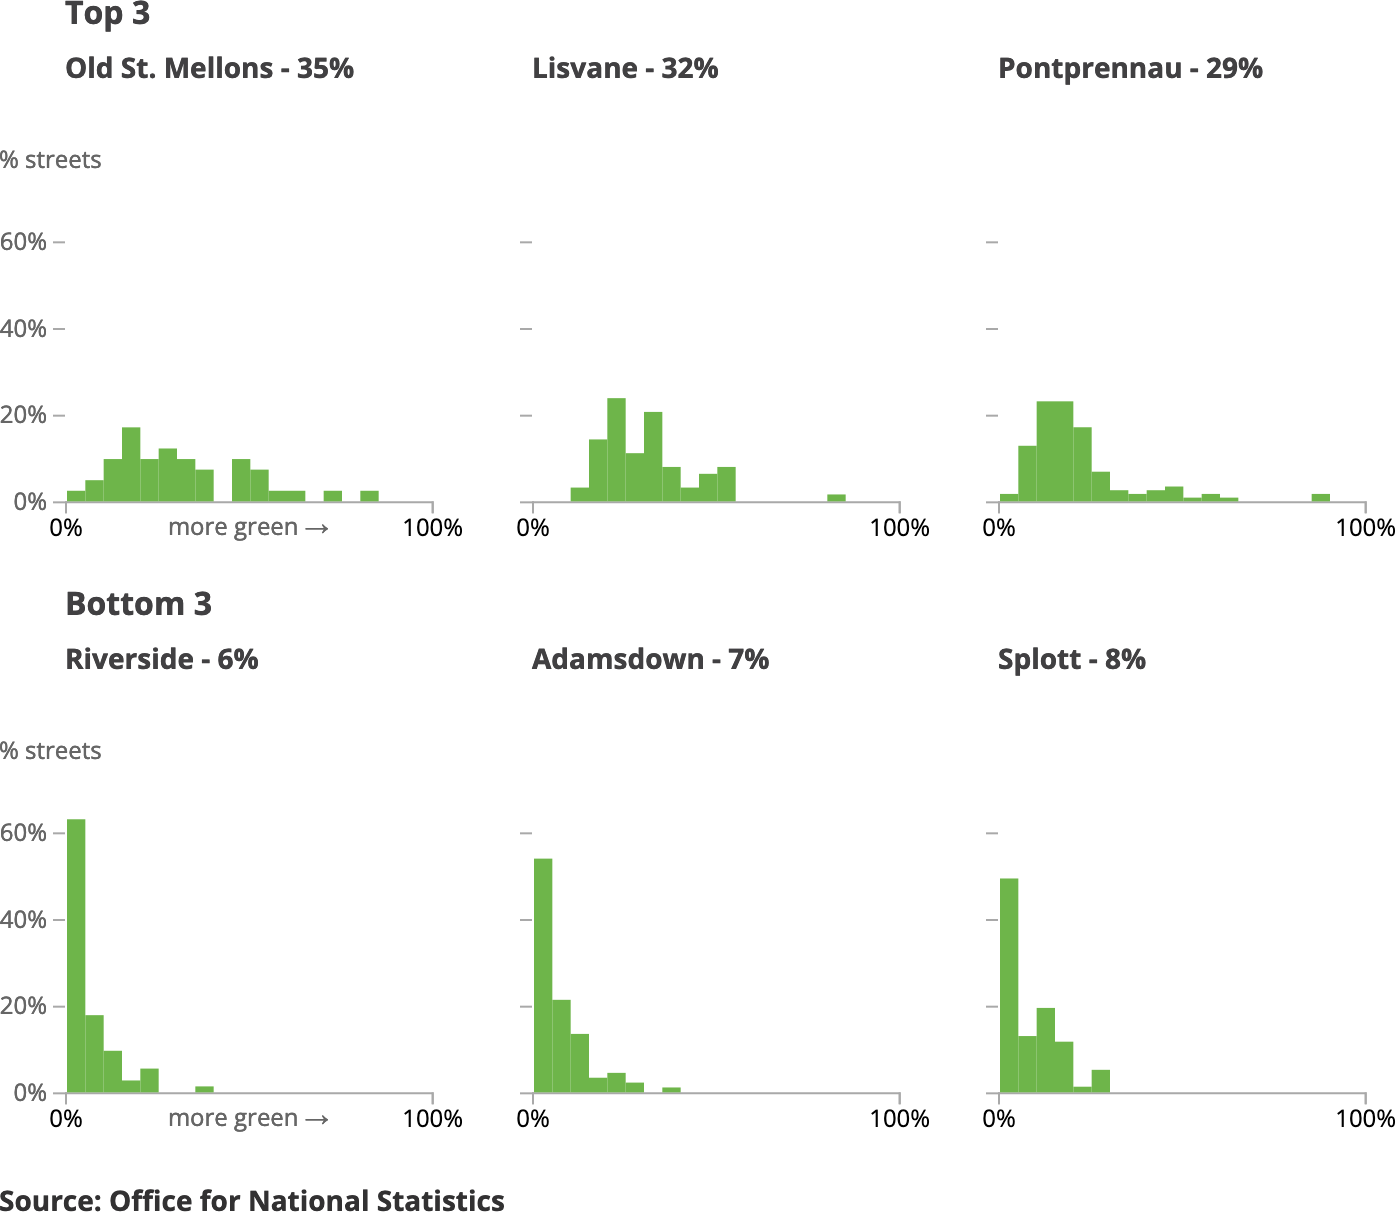 Top 3
Old St. Mellons - 35%
Lisvane - 32%
Pontprennau - 29%
% streets
60%
40%
20%
0%
0%
more green →
100%
0%
100%
0%
100%
Bottom 3
Riverside - 6%
Adamsdown - 7%
Splott - 8%
% streets
60%
40%
20%
0%
0%
more green →
100%
0%
100%
0%
100%
Source: Office for National Statistics